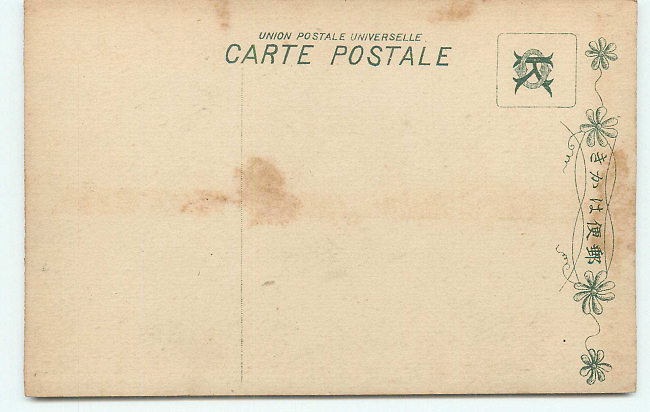 UNION POSTALE UNIVERSELLE
CARTE POSTALE
郵便はかき